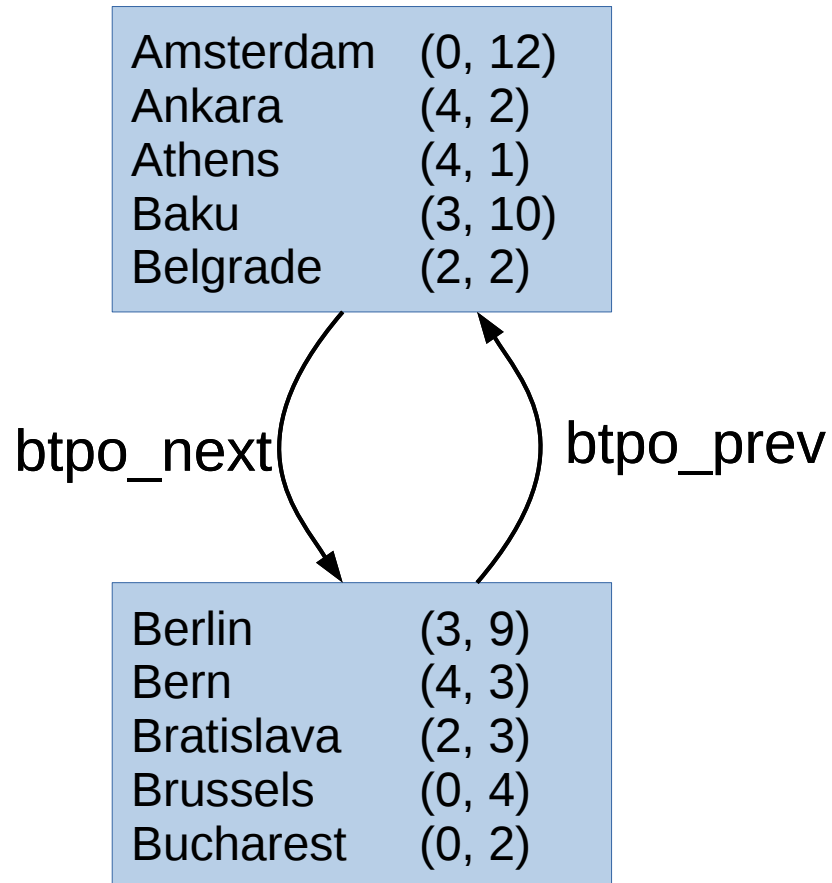 Amsterdam (0, 12)
Ankara (4, 2)
Athens (4, 1)
Baku (3, 10)
Belgrade (2, 2)
btpo_next
btpo_prev
Berlin (3, 9)
Bern (4, 3)
Bratislava (2, 3)
Brussels (0, 4)
Bucharest (0, 2)